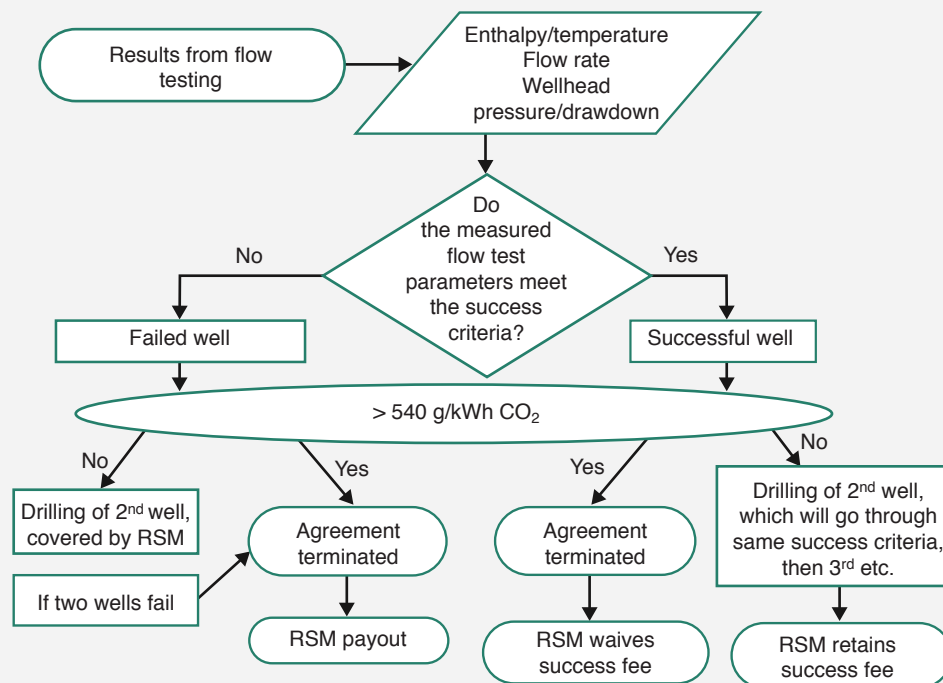 Results from flow
testing
Enthalpy/temperature
Flow rate
Wellhead
pressure/drawdown
Do
the measured
flow test
parameters meet
the success
criteria?
No
Yes
Failed well
Successful well
> 540 g/kWh CO₂
No
Yes
Yes
No
Drilling of 2ⁿᵈ well,
covered by RSM
Agreement
terminated
Agreement
terminated
Drilling of 2ⁿᵈ well,
which will go through
same success criteria,
then 3ʳᵈ etc.
If two wells fail
RSM payout
RSM waives
success fee
RSM retains
success fee